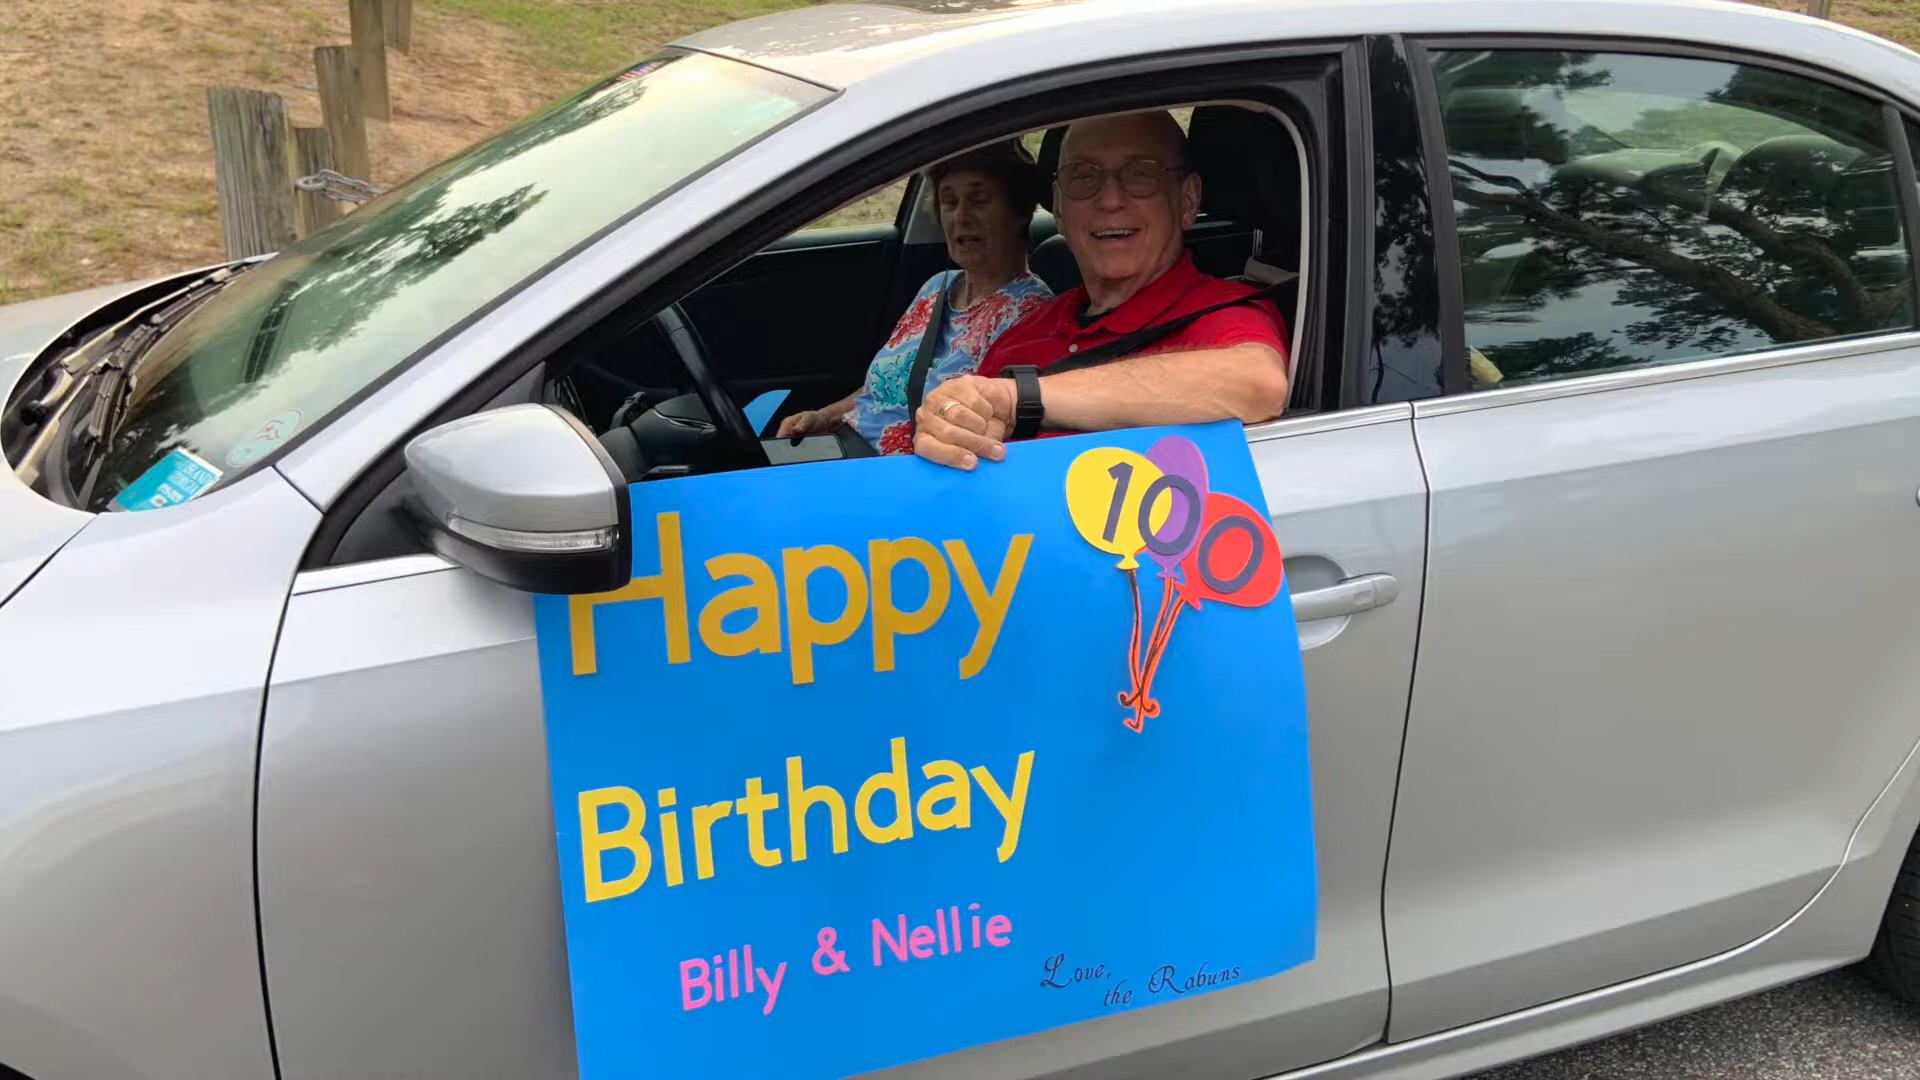 100
Happy
Birthday
Billy & Nellie
Love,
the Rabuns